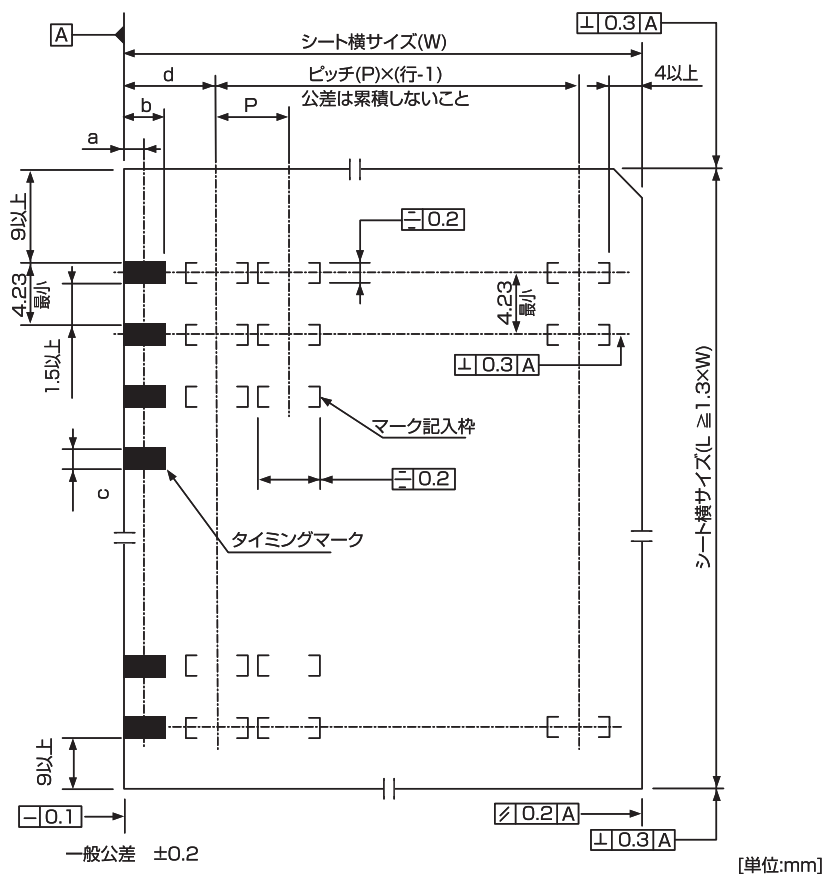 ⊥ 0.3 A
A
シート横サイズ(W)
d
ピッチ(P)×(行-1)
4以上
公差は累積しないこと
b
P
a
9以上
⌯ 0.2
4.23
最小
4.23
最小
1.5以上
⊥ 0.3 A
シート横サイズ(L ≧1.3×W)
マーク記入枠
⌯ 0.2
c
タイミングマーク
9以上
― 0.1
⫽ 0.2 A
⊥ 0.3 A
一般公差 ±0.2
[単位:mm]